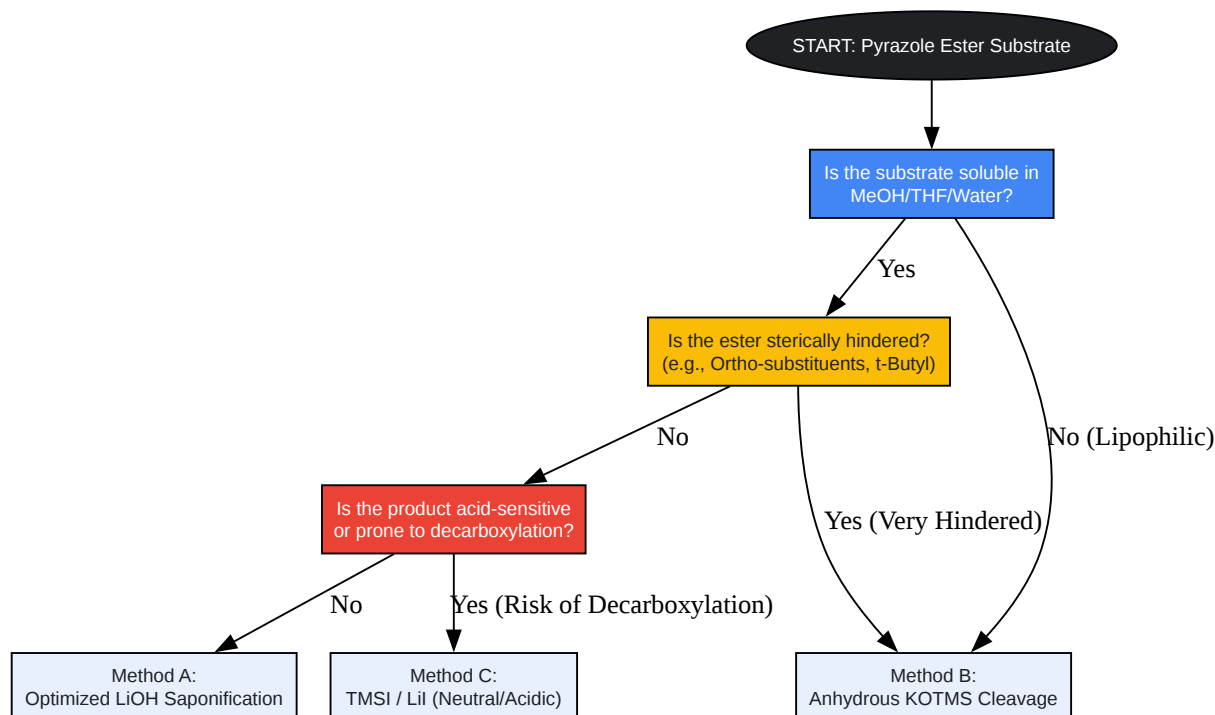 START: Pyrazole Ester Substrate
Is the substrate soluble in
MeOH/THF/Water?
Yes
Is the ester sterically hindered?
(e.g., Ortho-substituents, t-Butyl)
No
No (Lipophilic)
Is the product acid-sensitive
or prone to decarboxylation?
Yes (Very Hindered)
No
Yes (Risk of Decarboxylation)
Method A:
Optimized LiOH Saponification
Method C:
TMSI / LiI (Neutral/Acidic)
Method B:
Anhydrous KOTMS Cleavage